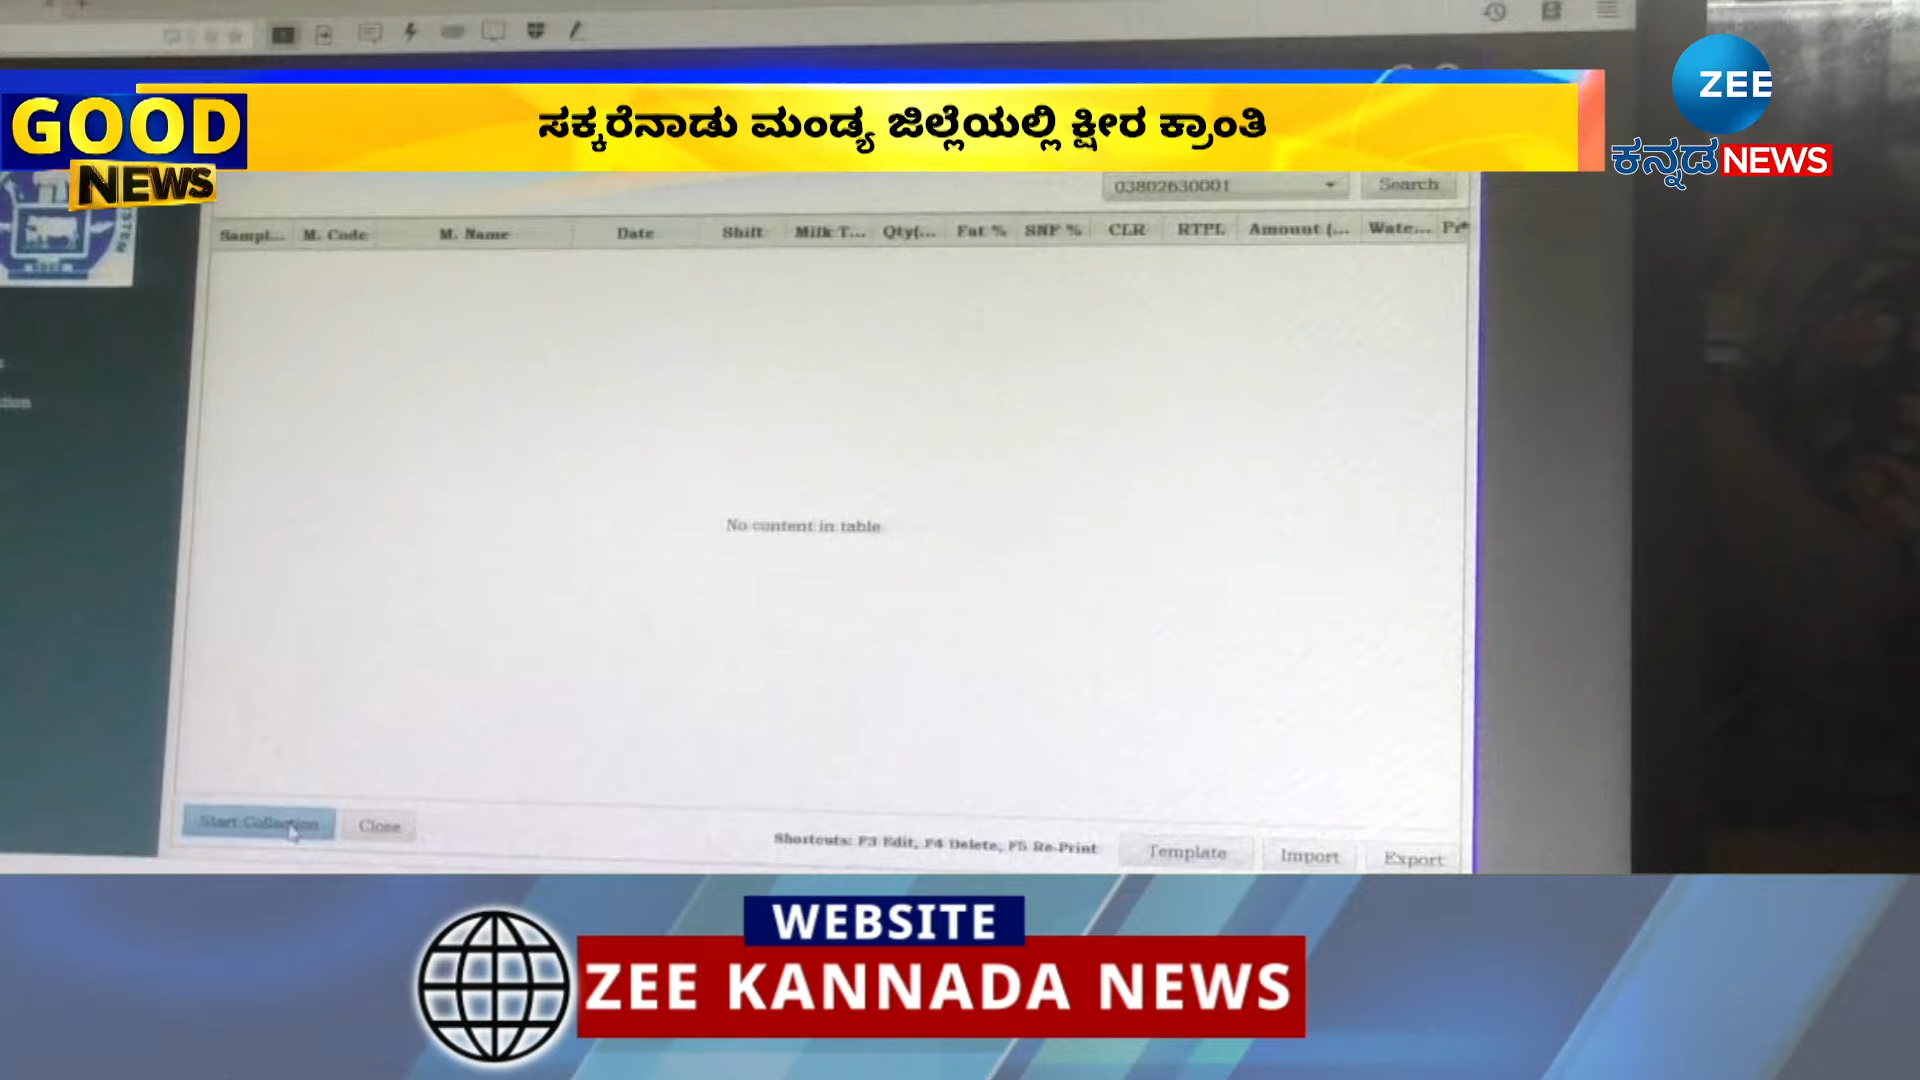 ಸಕ್ಕರೆನಾಡು ಮಂಡ್ಯ ಜಿಲ್ಲೆಯಲ್ಲಿ ಕ್ಷೀರ ಕ್ರಾಂತಿ
GOOD
NEWS
ZEE
ಕನ್ನಡ NEWS
03802630001 Search
Sampl... M. Code M. Name Date Shift Milk T... Qty(... Fat % SNF % CLR RTPL Amount (... Wate...
No content in table
Start Collection Close Shortcuts: F3 Edit, F4 Delete, F5 Re-Print Template Import Export
WEBSITE
ZEE KANNADA NEWS